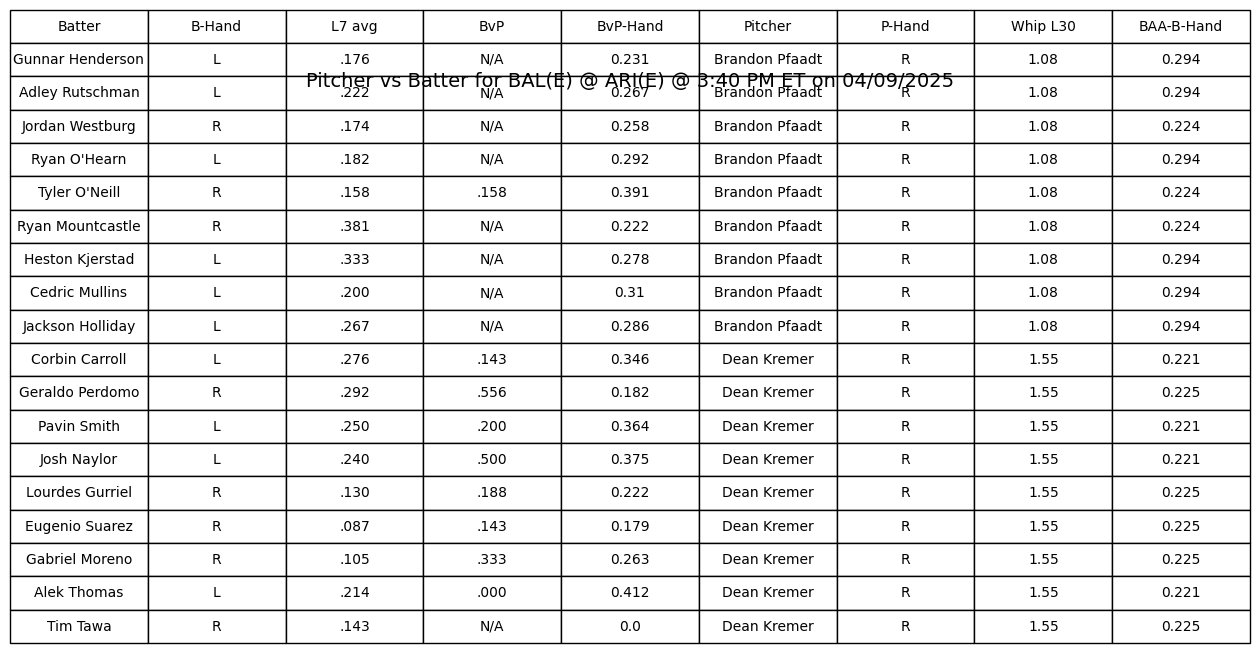 Batter B-Hand L7 avg BvP BvP-Hand Pitcher P-Hand Whip L30 BAA-B-Hand
Gunnar Henderson L .176 N/A 0.231 Brandon Pfaadt R 1.08 0.294
Pitcher vs Batter for BAL(E) @ ARI(E) @ 3:40 PM ET on 04/09/2025
Adley Rutschman L .222 N/A 0.267 Brandon Pfaadt R 1.08 0.294
Jordan Westburg R .174 N/A 0.258 Brandon Pfaadt R 1.08 0.224
Ryan O'Hearn L .182 N/A 0.292 Brandon Pfaadt R 1.08 0.294
Tyler O'Neill R .158 .158 0.391 Brandon Pfaadt R 1.08 0.224
Ryan Mountcastle R .381 N/A 0.222 Brandon Pfaadt R 1.08 0.224
Heston Kjerstad L .333 N/A 0.278 Brandon Pfaadt R 1.08 0.294
Cedric Mullins L .200 N/A 0.31 Brandon Pfaadt R 1.08 0.294
Jackson Holliday L .267 N/A 0.286 Brandon Pfaadt R 1.08 0.294
Corbin Carroll L .276 .143 0.346 Dean Kremer R 1.55 0.221
Geraldo Perdomo R .292 .556 0.182 Dean Kremer R 1.55 0.225
Pavin Smith L .250 .200 0.364 Dean Kremer R 1.55 0.221
Josh Naylor L .240 .500 0.375 Dean Kremer R 1.55 0.221
Lourdes Gurriel R .130 .188 0.222 Dean Kremer R 1.55 0.225
Eugenio Suarez R .087 .143 0.179 Dean Kremer R 1.55 0.225
Gabriel Moreno R .105 .333 0.263 Dean Kremer R 1.55 0.225
Alek Thomas L .214 .000 0.412 Dean Kremer R 1.55 0.221
Tim Tawa R .143 N/A 0.0 Dean Kremer R 1.55 0.225